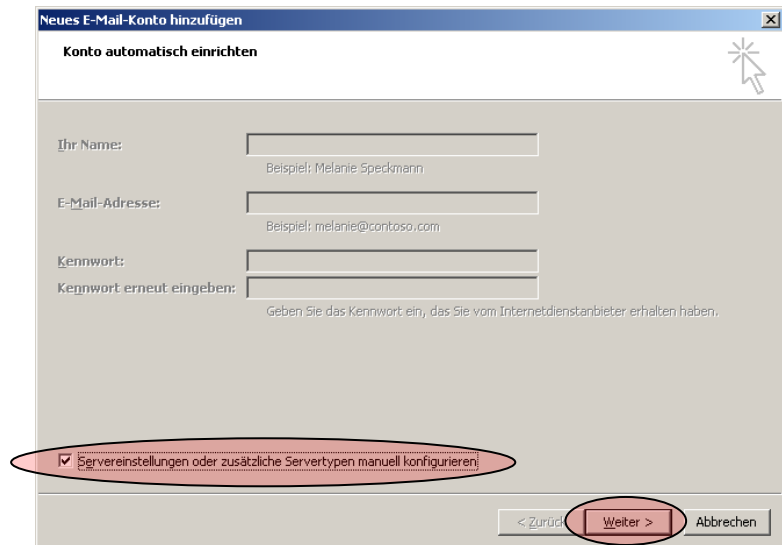 Neues E-Mail-Konto hinzufügen
Konto automatisch einrichten
Ihr Name:
Beispiel: Melanie Speckmann
E-Mail-Adresse:
Beispiel: melanie@contoso.com
Kennwort:
Kennwort erneut eingeben:
Geben Sie das Kennwort ein, das Sie vom Internetdienstanbieter erhalten haben.
Servereinstellungen oder zusätzliche Servertypen manuell konfigurieren
< Zurück Weiter > Abbrechen